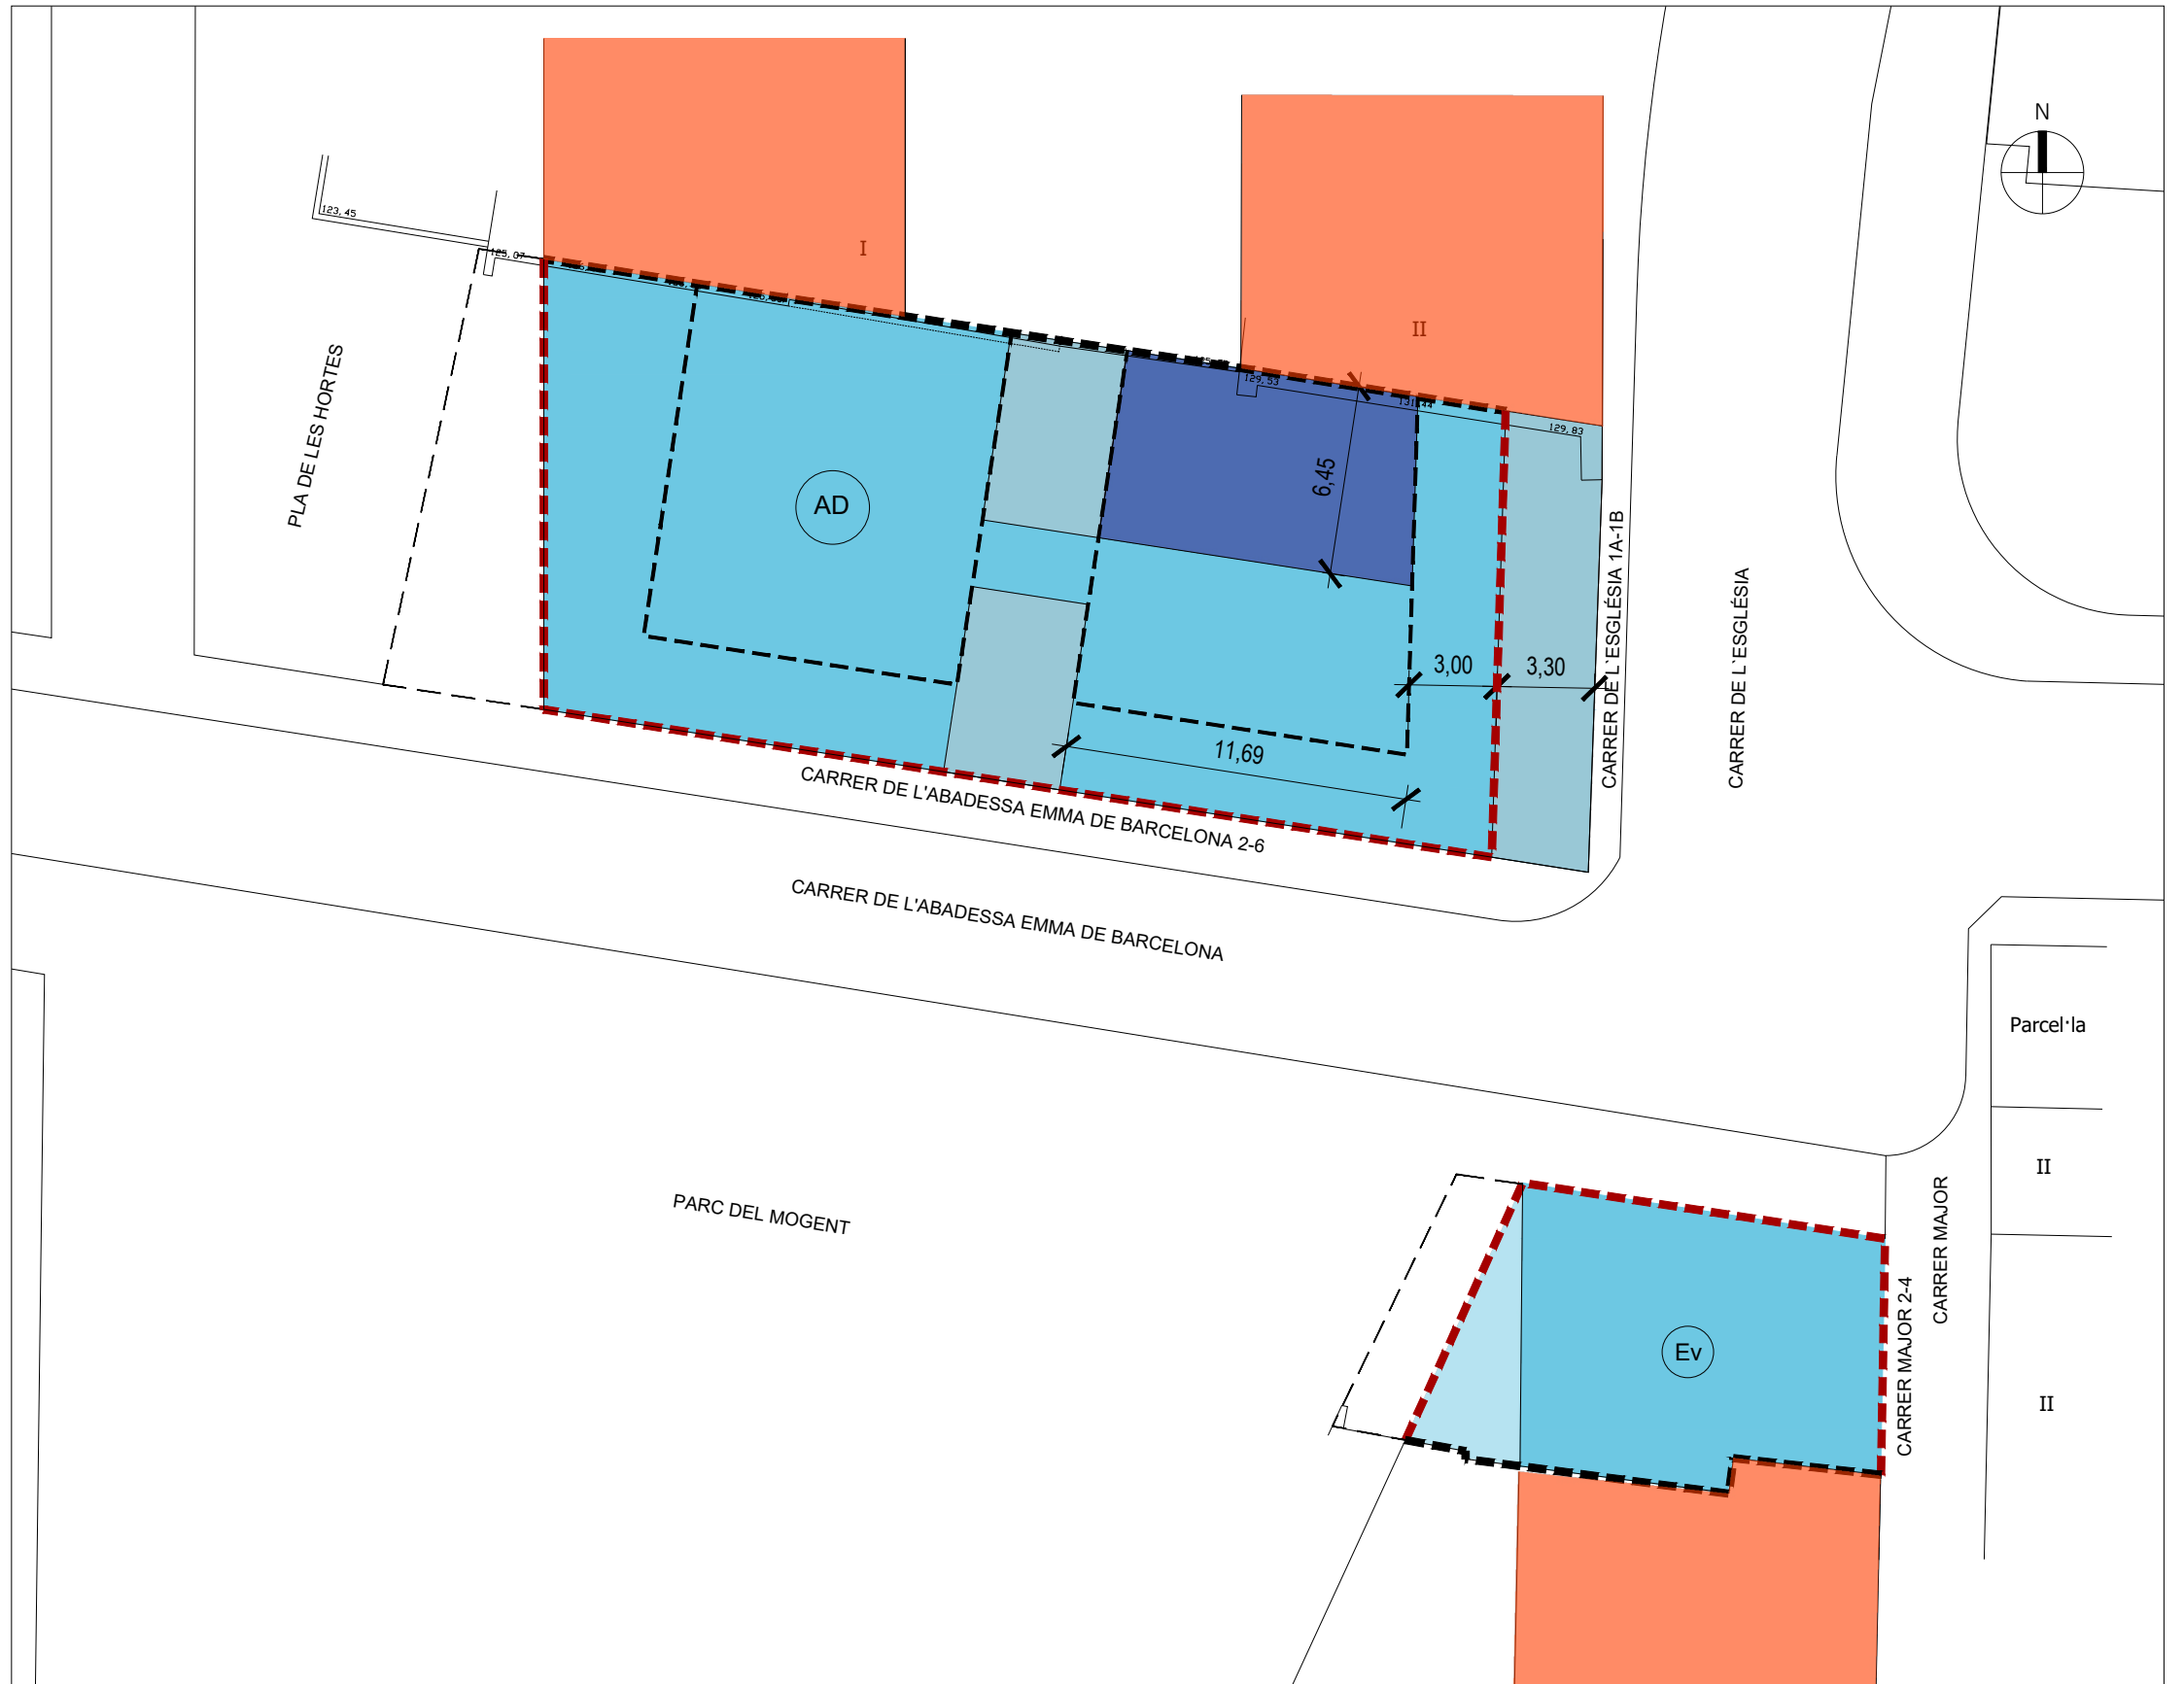 N
I
II
123,45
125,07
129,53
131,44
129,83
PLA DE LES HORTES
AD
6,45
3,00
3,30
11,69
CARRER DE L`ESGLÉSIA 1A-1B
CARRER DE L`ESGLÉSIA
CARRER DE L'ABADESSA EMMA DE BARCELONA 2-6
CARRER DE L'ABADESSA EMMA DE BARCELONA
Parcel·la
II
II
PARC DEL MOGENT
CARRER MAJOR
CARRER MAJOR 2-4
Ev